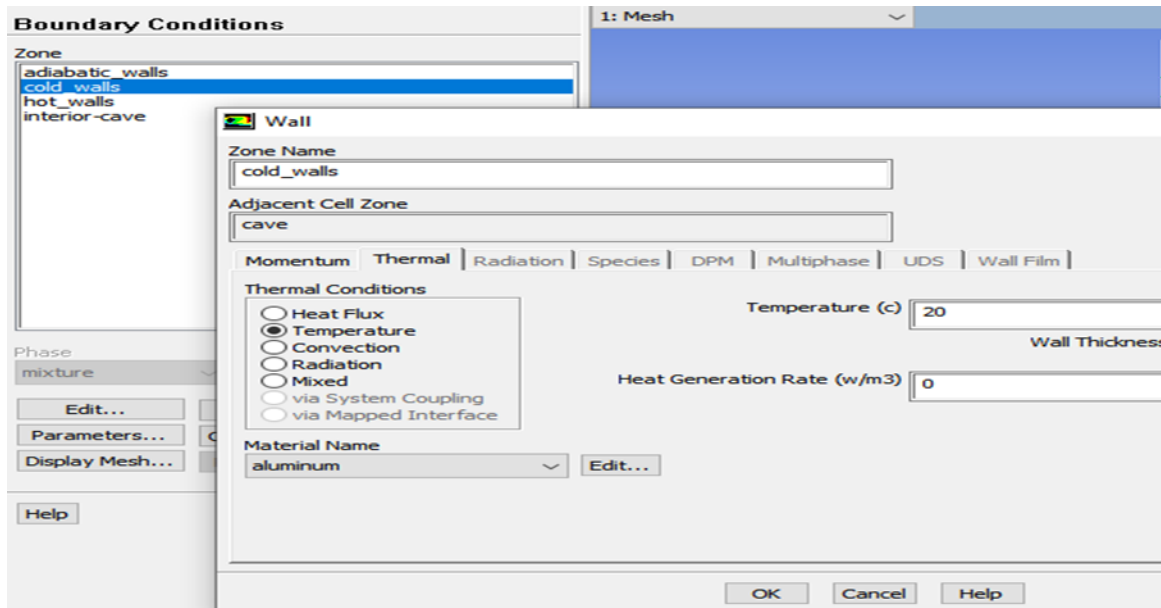 Boundary Conditions
1: Mesh
Zone
adiabatic_walls
cold_walls
hot_walls
interior-cave
Wall
Zone Name
cold_walls
Adjacent Cell Zone
cave
Momentum Thermal Radiation Species DPM Multiphase UDS Wall Film
Thermal Conditions
Heat Flux
Temperature
Convection
Radiation
Mixed
via System Coupling
via Mapped Interface
Temperature (c) 20
Wall Thickness
Heat Generation Rate (w/m3) 0
Material Name
aluminum
Edit...
Phase
mixture
Edit...
Parameters...
Display Mesh...
Help
OK Cancel Help